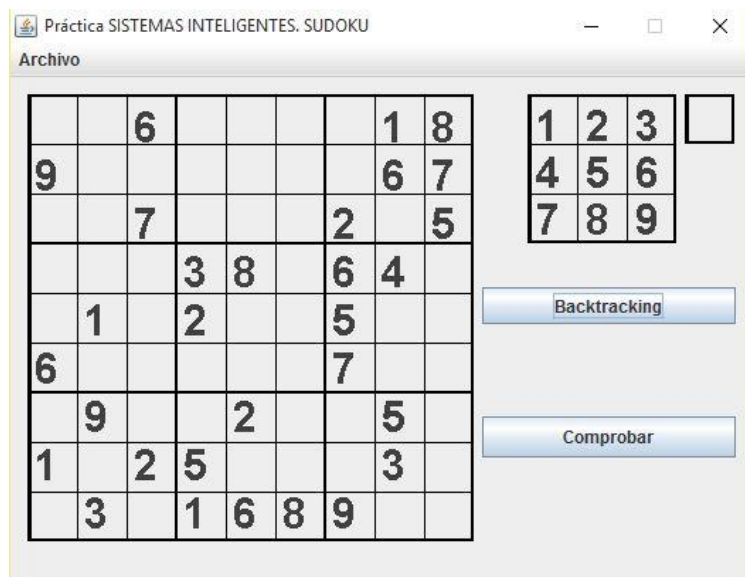 Práctica SISTEMAS INTELIGENTES. SUDOKU
Archivo
6 1 8
9 6 7
7 2 5
3 8 6 4
1 2 5
6 7
9 2 5
1 2 5 3
3 1 6 8 9
1 2 3
4 5 6
7 8 9
Backtracking
Comprobar